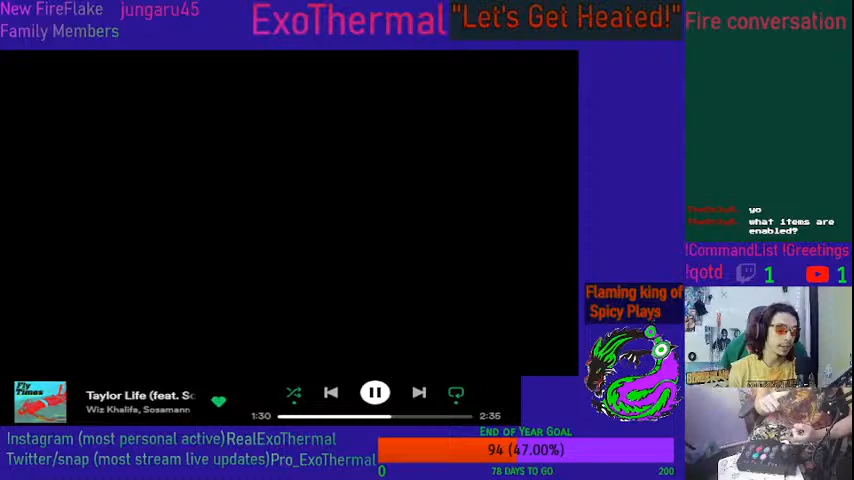 New FireFlake
Family Members
jungaru45
ExoThermal
"Let's Get Heated!"
Fire conversation
yo
what items are
enabled?
!CommandList !Greetings
!qotd
1
1
Flaming king of
Spicy Plays
Fly
Times
Taylor Life (feat. Sc
Wiz Khalifa, Sosamann
1:30
2:35
Instagram (most personal active)RealExoThermal
Twitter/snap (most stream live updates)Pro_ExoThermal
End of Year Goal
94 (47.00%)
0
78 DAYS TO GO
200